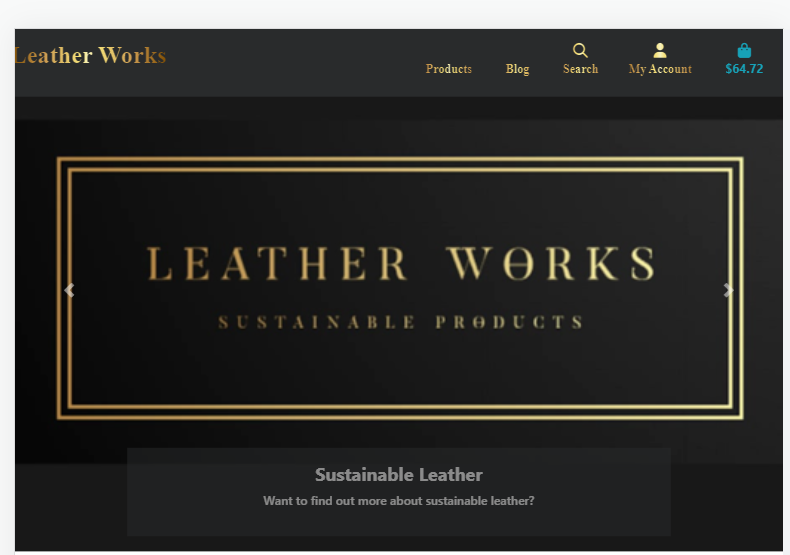 Leather Works
Products Blog Search My Account $64.72
LEATHER WORKS
SUSTAINABLE PRODUCTS
Sustainable Leather
Want to find out more about sustainable leather?